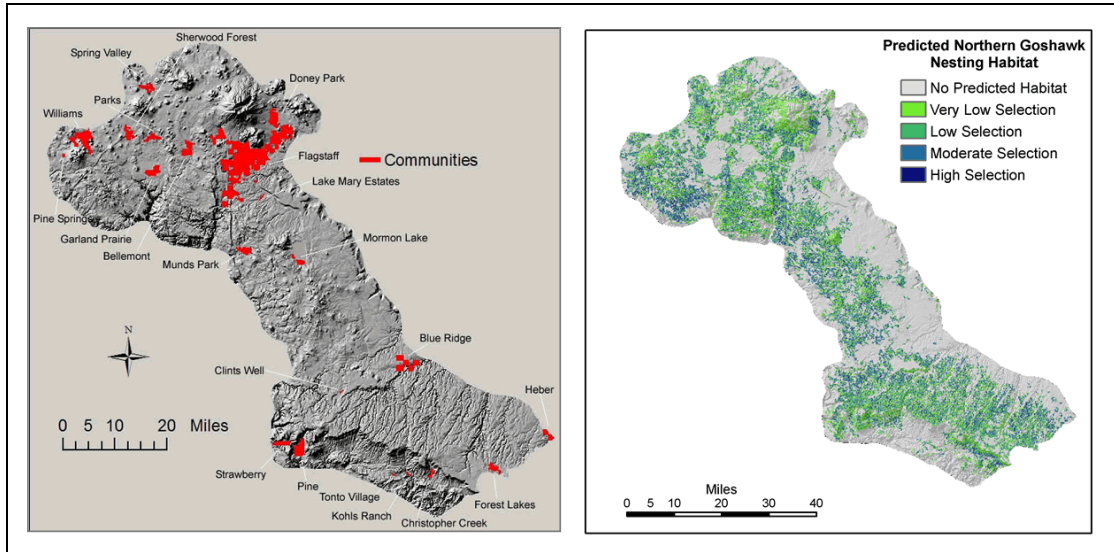 Sherwood Forest
Spring Valley
Doney Park
Parks
Williams
Communities
Flagstaff
Lake Mary Estates
Pine Springs
Garland Prairie
Bellemont
Mormon Lake
Munds Park
N
Blue Ridge
Clints Well
Heber
0 5 10 20 Miles
Strawberry
Pine
Forest Lakes
Tonto Village
Kohls Ranch
Christopher Creek
Predicted Northern Goshawk
Nesting Habitat
No Predicted Habitat
Very Low Selection
Low Selection
Moderate Selection
High Selection
Miles
0 5 10 20 30 40